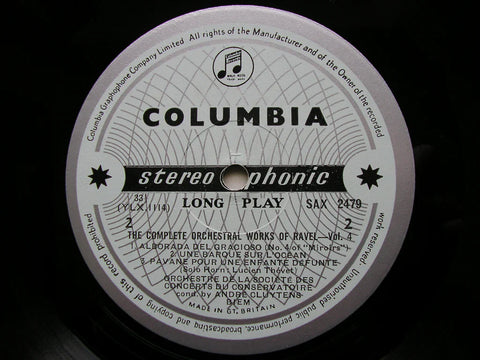 Columbia Graphophone Company Limited All rights of the Manufacturer and of the Owner of the recorded work reserved. Unauthorised public performance, broadcasting and copying of this record prohibited
COLUMBIA
stereophonic
33
(YLX.1114)
LONG PLAY
SAX 2479
2
2
THE COMPLETE ORCHESTRAL WORKS OF RAVEL—Vol. 4
1. ALBORADA DEL GRACIOSO (No.4 of "Miroirs")
2. UNE BARQUE SUR L'OCEAN
3. PAVANE POUR UNE ENFANTE DEFUNTE
(Solo Horn: Lucien Thévet)
ORCHESTRE DE LA SOCIÉTÉ DES
CONCERTS DU CONSERVATOIRE
cond. by ANDRÉ CLUYTENS
BIEM
MADE IN GT. BRITAIN